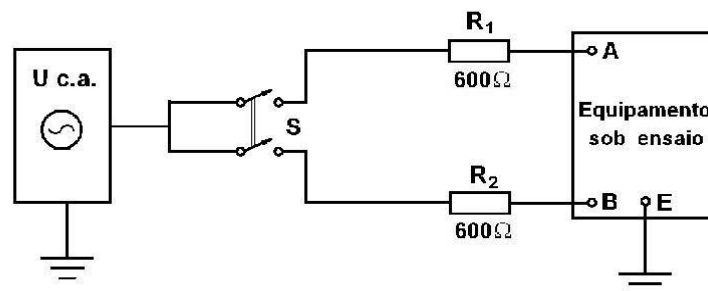 R1
A
600Ω
U c.a.
S
Equipamento
sob ensaio
R2
B E
600Ω